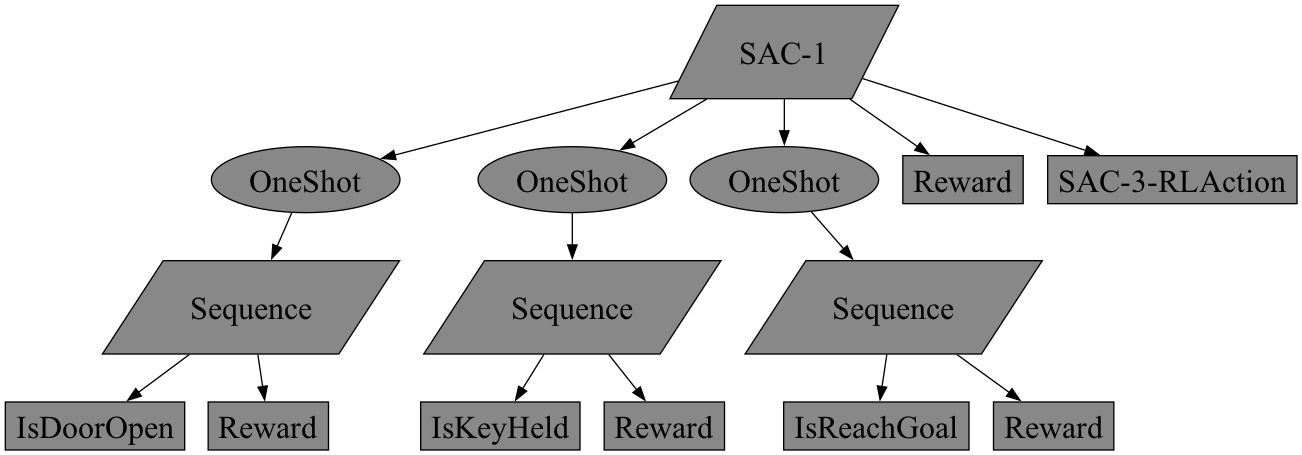 SAC-1
OneShot
OneShot
OneShot
Reward
SAC-3-RLAction
Sequence
Sequence
Sequence
IsDoorOpen
Reward
IsKeyHeld
Reward
IsReachGoal
Reward